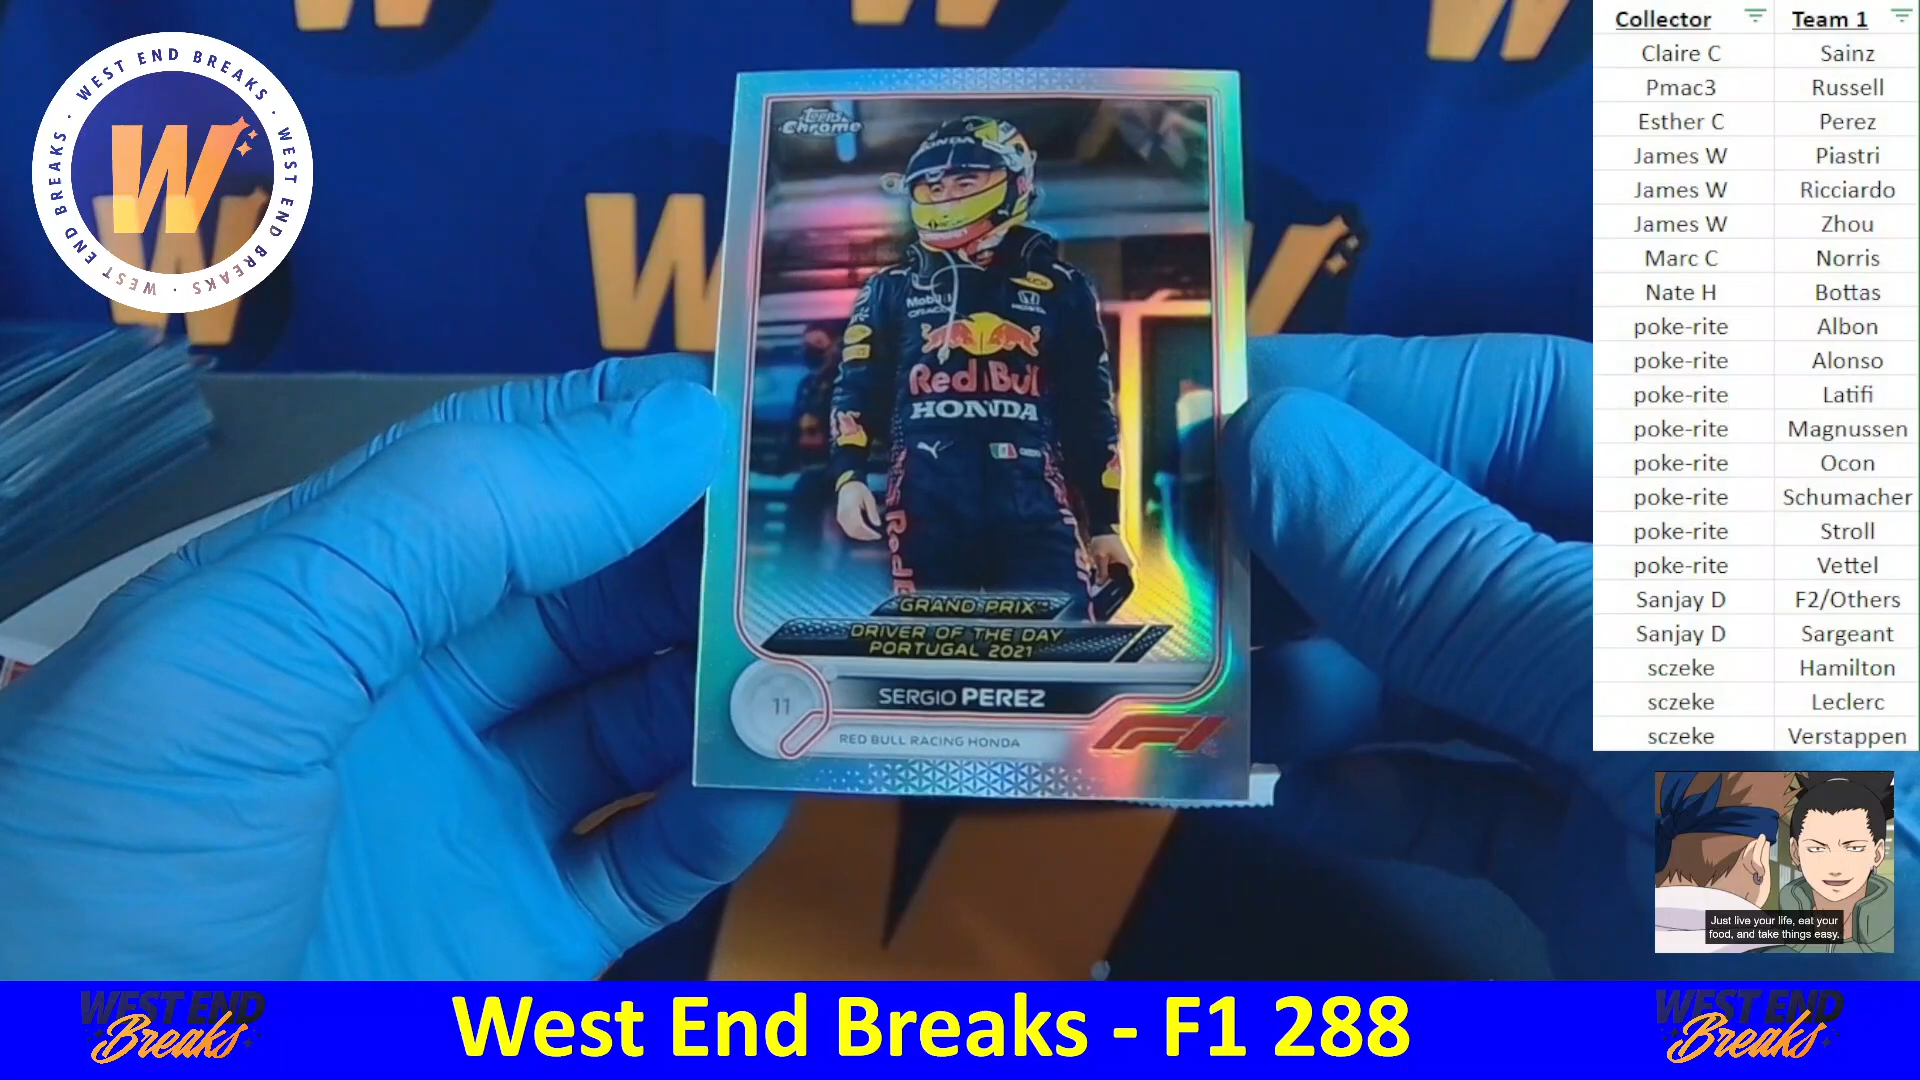 WEST END BREAKS · WEST END BREAKS · WEST END BREAKS ·
W
Topps
Chrome
HONDA
Mobil 1
ORACLE
HONDA
Red Bull
HONDA
GRAND PRIX
DRIVER OF THE DAY
PORTUGAL 2021
11
SERGIO PEREZ
RED BULL RACING HONDA
F1
Collector Team 1
Claire C Sainz
Pmac3 Russell
Esther C Perez
James W Piastri
James W Ricciardo
James W Zhou
Marc C Norris
Nate H Bottas
poke-rite Albon
poke-rite Alonso
poke-rite Latifi
poke-rite Magnussen
poke-rite Ocon
poke-rite Schumacher
poke-rite Stroll
poke-rite Vettel
Sanjay D F2/Others
Sanjay D Sargeant
sczeke Hamilton
sczeke Leclerc
sczeke Verstappen
Just live your life, eat your
food, and take things easy.
WEST END
Breaks
West End Breaks - F1 288
WEST END
Breaks